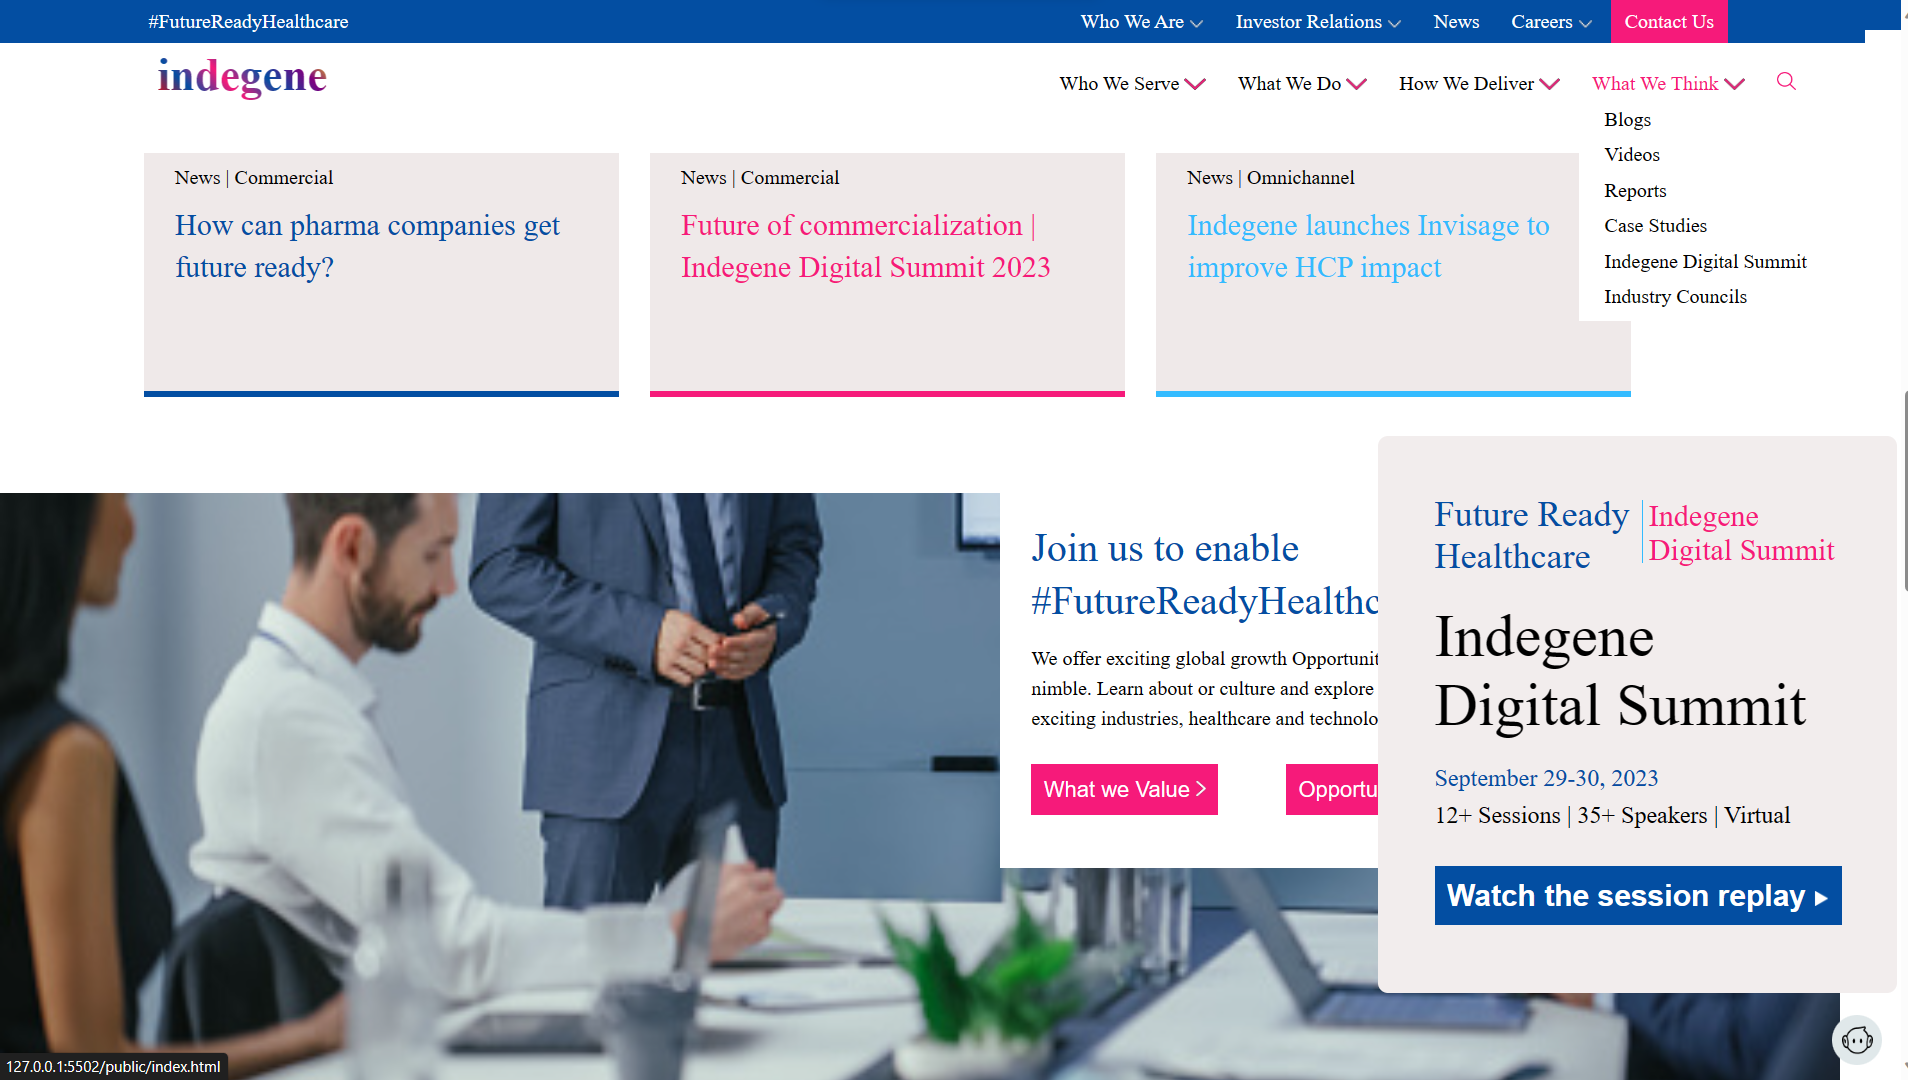 #FutureReadyHealthcare
Who We Are
Investor Relations
News
Careers
Contact Us
indegene
Who We Serve
What We Do
How We Deliver
What We Think
Blogs
Videos
Reports
Case Studies
Indegene Digital Summit
Industry Councils
News | Commercial
How can pharma companies get
future ready?
News | Commercial
Future of commercialization |
Indegene Digital Summit 2023
News | Omnichannel
Indegene launches Invisage to
improve HCP impact
Join us to enable
#FutureReadyHealthc
We offer exciting global growth Opportunit
nimble. Learn about or culture and explore
exciting industries, healthcare and technolo
What we Value >
Opportu
Future Ready
Healthcare
Indegene
Digital Summit
Indegene
Digital Summit
September 29-30, 2023
12+ Sessions | 35+ Speakers | Virtual
Watch the session replay ▸
127.0.0.1:5502/public/index.html